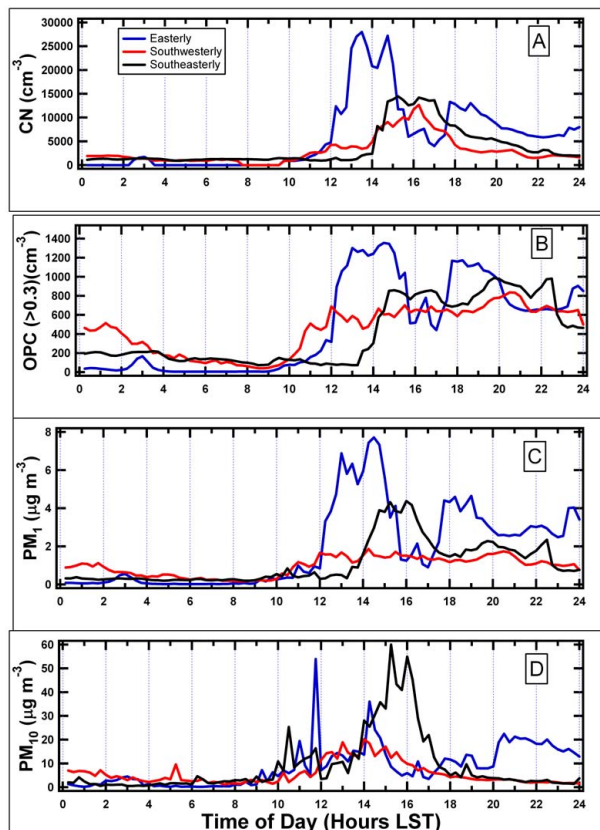 A
Easterly
Southwesterly
Southeasterly
CN (cm⁻³)
30000
25000
20000
15000
10000
5000
0
0 2 4 6 8 10 12 14 16 18 20 22 24
B
OPC (>0.3)(cm⁻³)
1400
1200
1000
800
600
400
200
0
0 2 4 6 8 10 12 14 16 18 20 22 24
C
PM₁ (µg m⁻³)
8
6
4
2
0
0 2 4 6 8 10 12 14 16 18 20 22 24
D
PM₁₀ (µg m⁻³)
60
50
40
30
20
10
0
0 2 4 6 8 10 12 14 16 18 20 22 24
Time of Day (Hours LST)